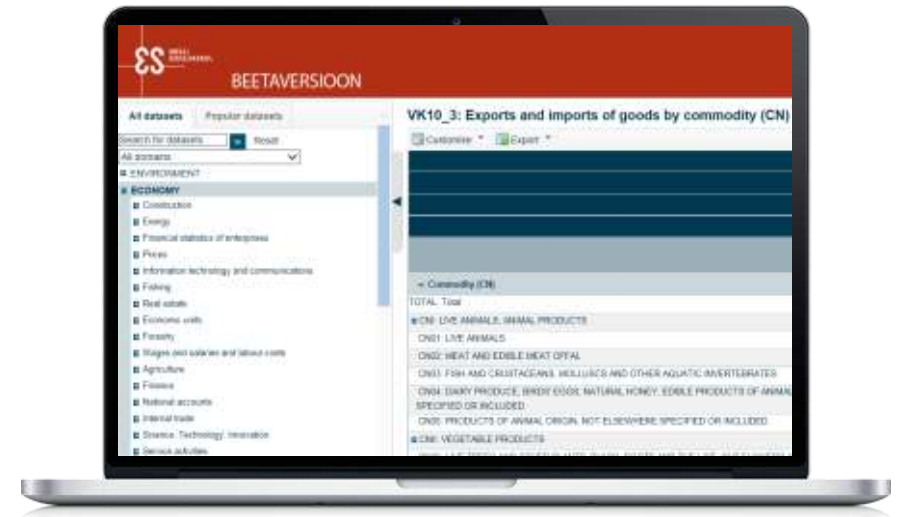 BEETAVERSIOON
All datasets Popular datasets
Search for datasets Reset
All domains
ENVIRONMENT
ECONOMY
Construction
Energy
Financial statistics of enterprises
Prices
Information technology and communications
Fishing
Real estate
Economic units
Forestry
Wages and salaries and labour costs
Agriculture
Finance
National accounts
Internal trade
Science. Technology. Innovation
Service activities
VK10_3: Exports and imports of goods by commodity (CN)
Customise Export
Commodity (CN)
TOTAL Total
CNI LIVE ANIMALS; ANIMAL PRODUCTS
CN01 LIVE ANIMALS
CN02 MEAT AND EDIBLE MEAT OFFAL
CN03 FISH AND CRUSTACEANS, MOLLUSCS AND OTHER AQUATIC INVERTEBRATES
CN04 DAIRY PRODUCE; BIRDS' EGGS; NATURAL HONEY; EDIBLE PRODUCTS OF ANIMAL
SPECIFIED OR INCLUDED
CN05 PRODUCTS OF ANIMAL ORIGIN, NOT ELSEWHERE SPECIFIED OR INCLUDED
CNII VEGETABLE PRODUCTS